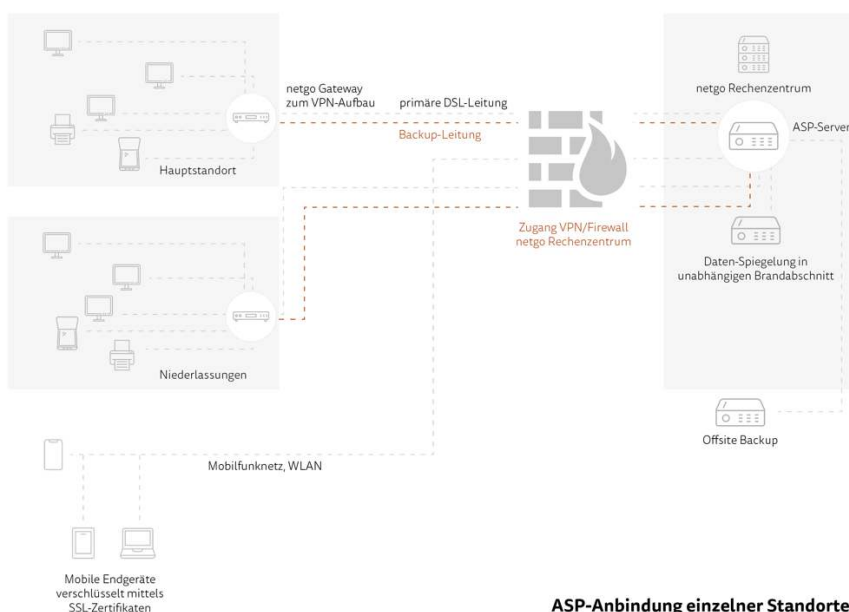 netgo Gateway
zum VPN-Aufbau
primäre DSL-Leitung
Backup-Leitung
Hauptstandort
netgo Rechenzentrum
ASP-Server
Zugang VPN/Firewall
netgo Rechenzentrum
Daten-Spiegelung in
unabhängigen Brandabschnitt
Niederlassungen
Offsite Backup
Mobilfunknetz, WLAN
Mobile Endgeräte
verschlüsselt mittels
SSL-Zertifikaten
ASP-Anbindung einzelner Standorte